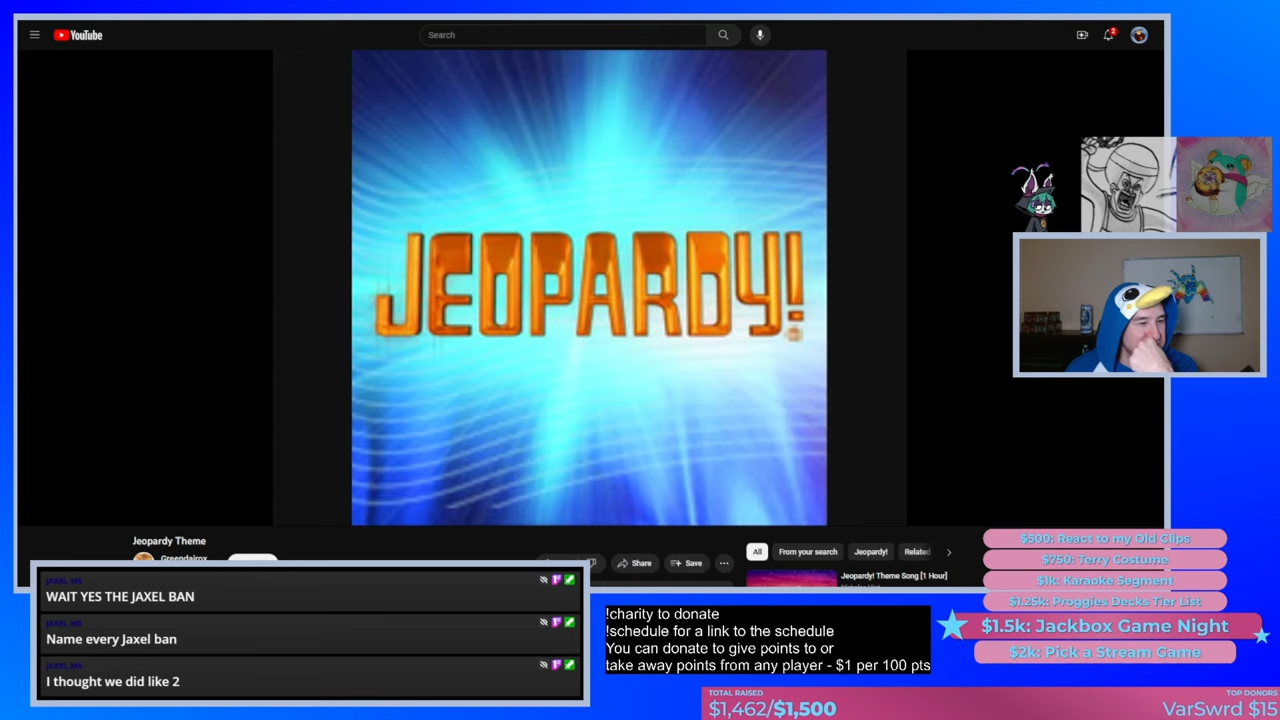 YouTube
Search
2
JEOPARDY!
Jeopardy Theme
Greendairox
Share
Save
All
From your search
Jeopardy!
Related
Jeopardy! Theme Song [1 Hour]
JAXEL_MS
WAIT YES THE JAXEL BAN
JAXEL_MS
Name every Jaxel ban
JAXEL_MS
I thought we did like 2
!charity to donate
!schedule for a link to the schedule
You can donate to give points to or
take away points from any player - $1 per 100 pts
$500: React to my Old Clips
$750: Terry Costume
$1k: Karaoke Segment
$1.25k: Proggies Decks Tier List
$1.5k: Jackbox Game Night
$2k: Pick a Stream Game
TOTAL RAISED
$1,462/$1,500
TOP DONORS
VarSwrd $15